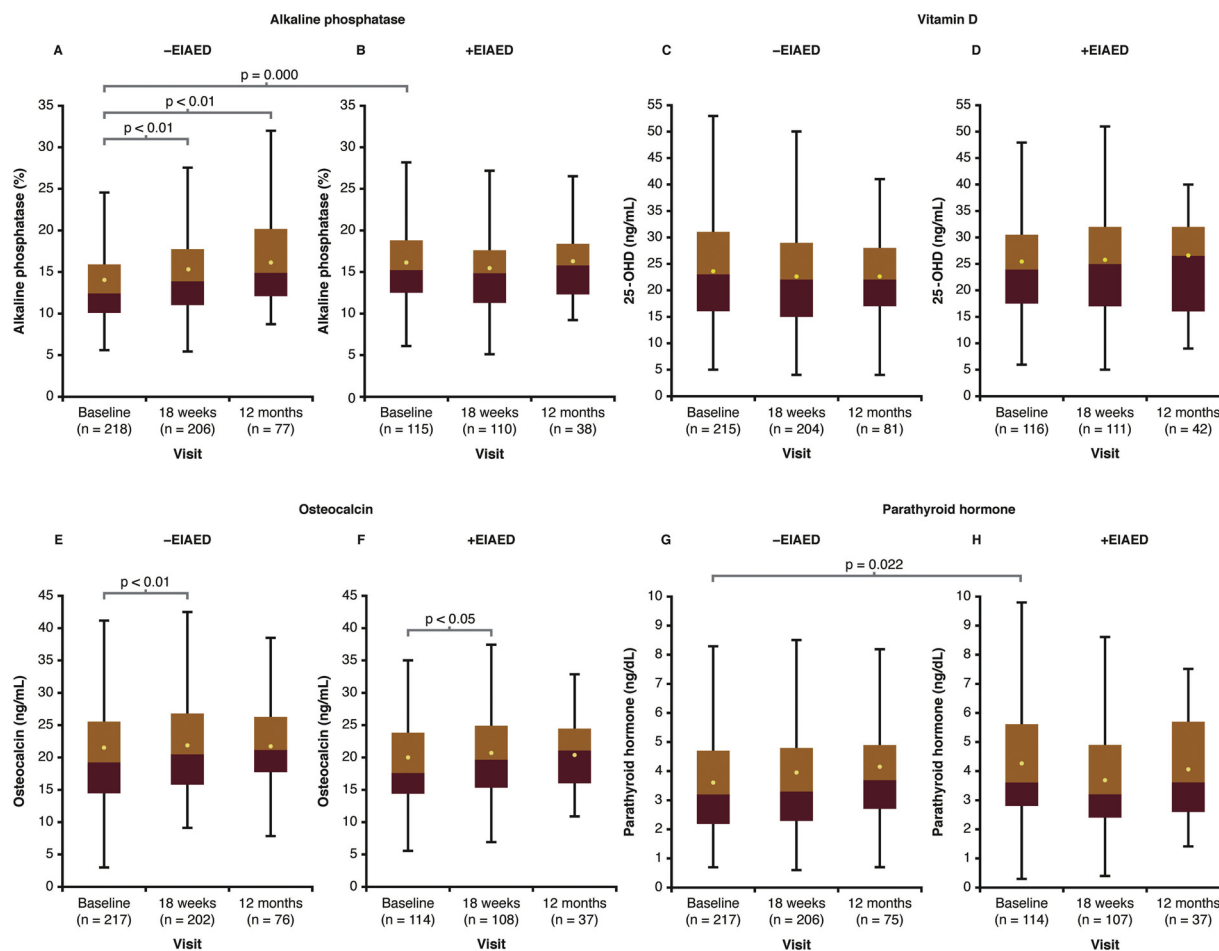 Alkaline phosphatase
A
–EIAED
B
+EIAED
p = 0.000
p < 0.01
p < 0.01
Alkaline phosphatase (%)
35
30
25
20
15
10
5
0
Baseline
(n = 218)
18 weeks
(n = 206)
12 months
(n = 77)
Visit
Alkaline phosphatase (%)
35
30
25
20
15
10
5
0
Baseline
(n = 115)
18 weeks
(n = 110)
12 months
(n = 38)
Visit
Vitamin D
C
–EIAED
D
+EIAED
25-OHD (ng/mL)
55
50
45
40
35
30
25
20
15
10
5
0
Baseline
(n = 215)
18 weeks
(n = 204)
12 months
(n = 81)
Visit
25-OHD (ng/mL)
55
50
45
40
35
30
25
20
15
10
5
0
Baseline
(n = 116)
18 weeks
(n = 111)
12 months
(n = 42)
Visit
Osteocalcin
E
–EIAED
F
+EIAED
p < 0.01
Osteocalcin (ng/mL)
45
40
35
30
25
20
15
10
5
0
Baseline
(n = 217)
18 weeks
(n = 202)
12 months
(n = 76)
Visit
p < 0.05
Osteocalcin (ng/mL)
45
40
35
30
25
20
15
10
5
0
Baseline
(n = 114)
18 weeks
(n = 108)
12 months
(n = 37)
Visit
Parathyroid hormone
G
–EIAED
H
+EIAED
p = 0.022
Parathyroid hormone (ng/dL)
10
9
8
7
6
5
4
3
2
1
0
Baseline
(n = 217)
18 weeks
(n = 206)
12 months
(n = 75)
Visit
Parathyroid hormone (ng/dL)
10
9
8
7
6
5
4
3
2
1
0
Baseline
(n = 114)
18 weeks
(n = 107)
12 months
(n = 37)
Visit